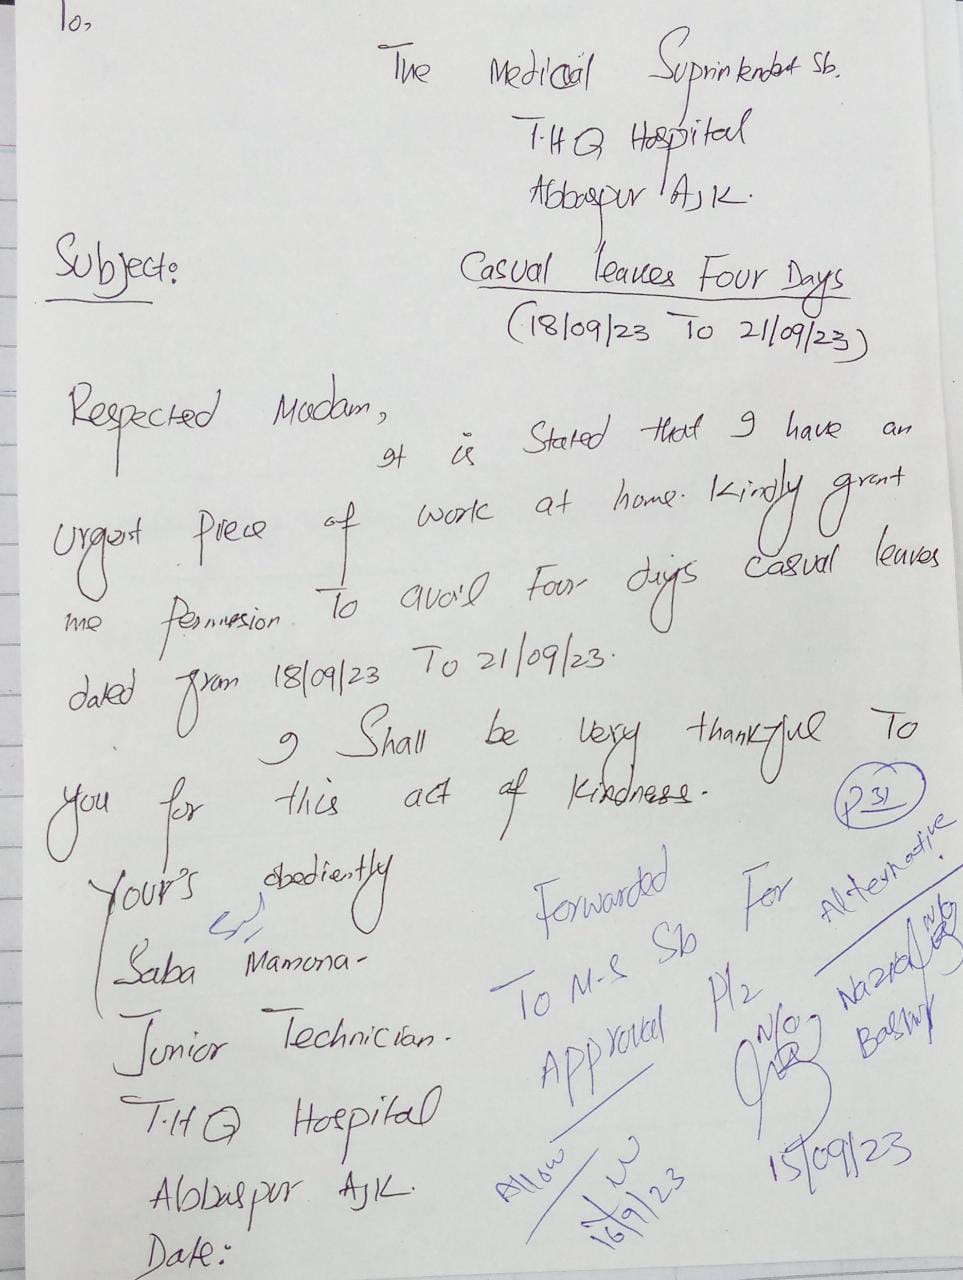 To,
The Medical Suprintendent Sb.
T.H Q Hospital
Abbaspur AJK.
Subject:
Casual leaves Four Days
(18/09/23 To 21/09/23)
Respected Madam,
It is Stated that I have an
urgent Piece of work at home. Kindly grant
me Permmesion To avail Four days casual leaves
dated from 18/09/23 To 21/09/23.
I Shall be very thankful To
you for this act of Kindness.
Your's obediently
Saba Mamona-
Junior Technician.
T.H Q Hospital
Abbaspur AJK.
Date:
P 31
Forwarded
To M-S Sb For
Approval Plz
N/O
15/09/23
Alternative
N/O
Nazia
Bashir
Allow
16/9/23